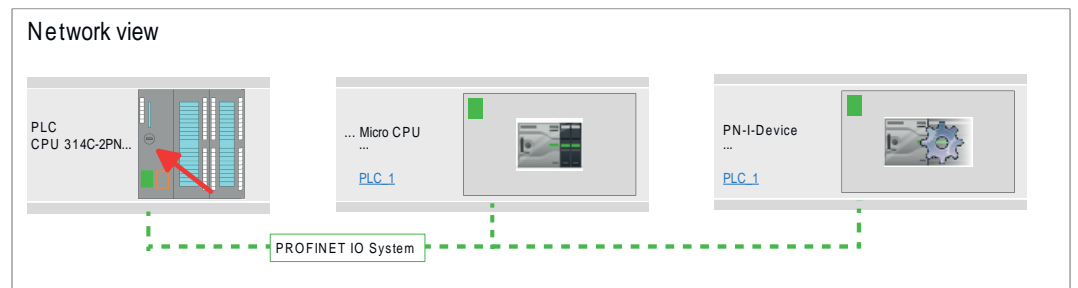 Network view
PLC
CPU 314C-2PN...
... Micro CPU
...
PLC_1
PN-I-Device
...
PLC_1
PROFINET IO System